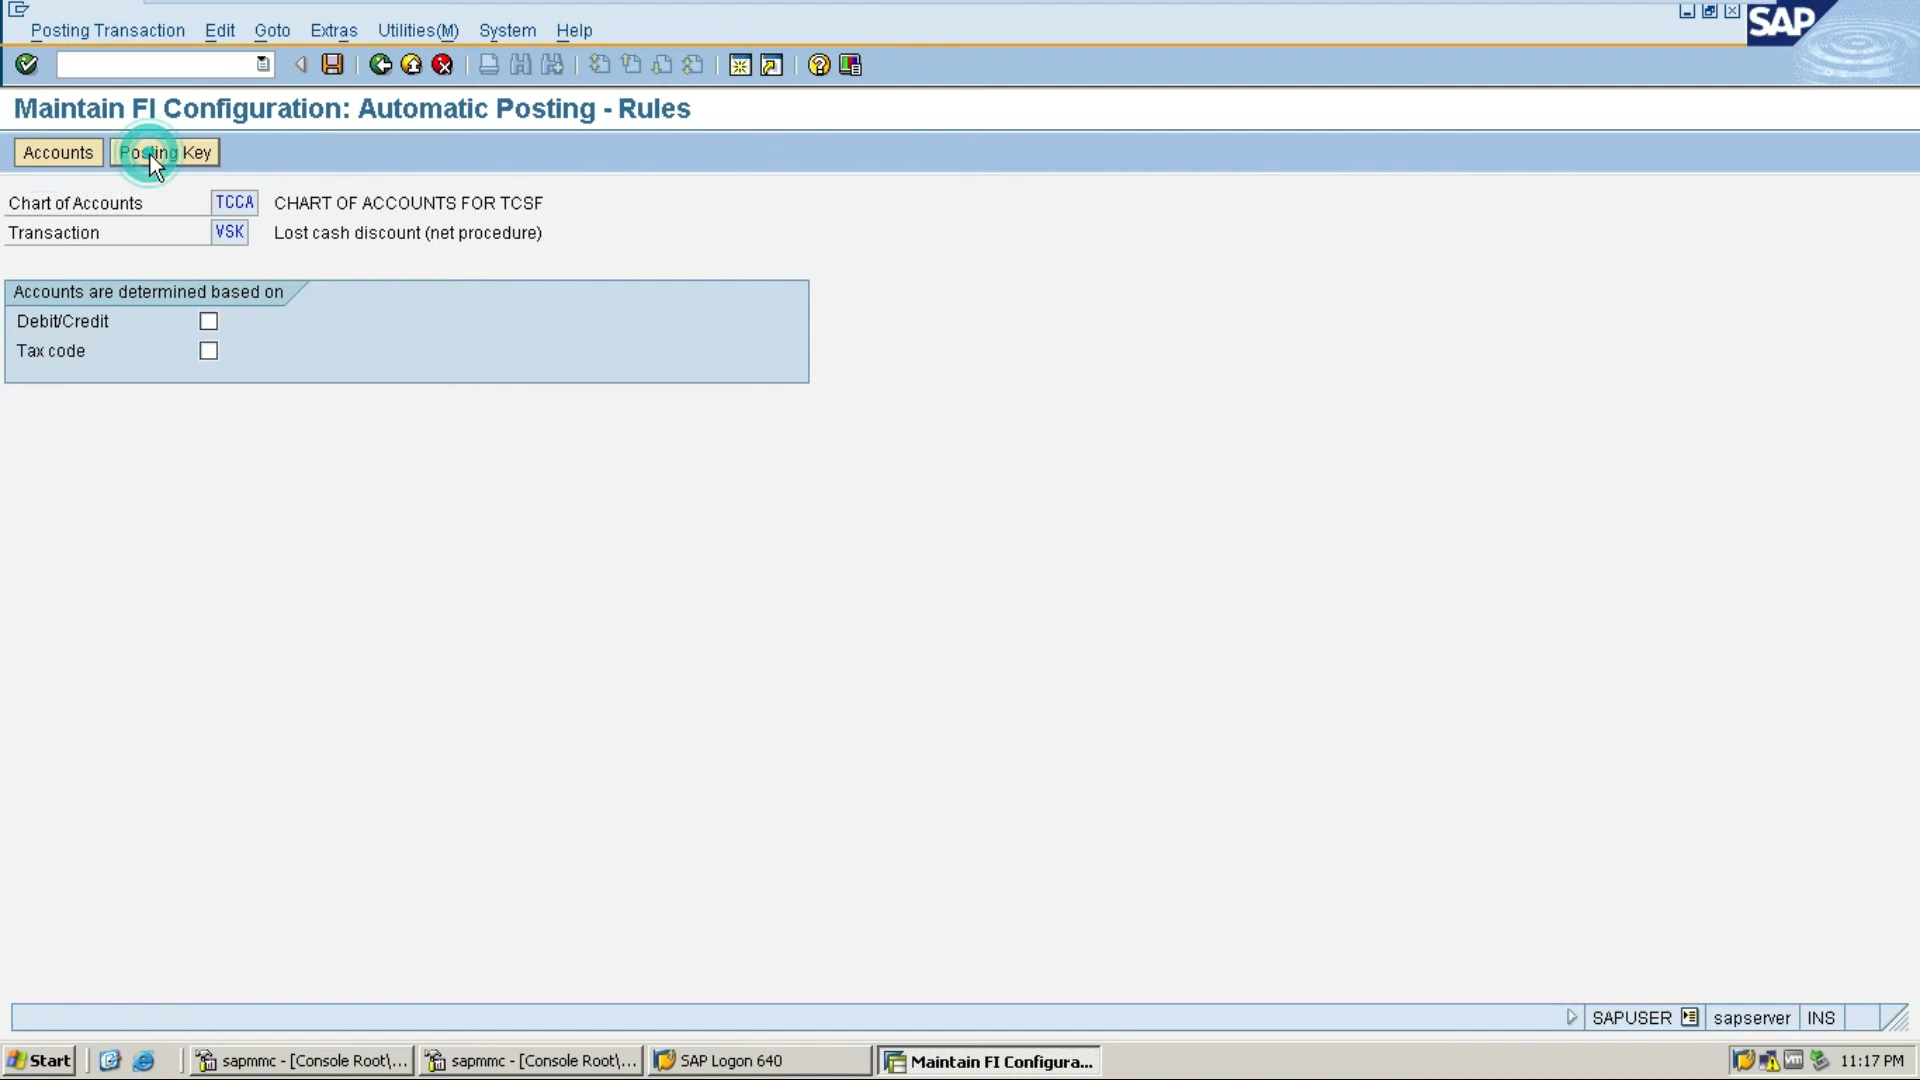 Posting Transaction Edit Goto Extras Utilities(M) System Help
SAP
Maintain FI Configuration: Automatic Posting - Rules
Accounts Posting Key
Chart of Accounts TCCA CHART OF ACCOUNTS FOR TCSF
Transaction VSK Lost cash discount (net procedure)
Accounts are determined based on
Debit/Credit
Tax code
SAPUSER sapserver INS
Start sapmmc - [Console Root\... sapmmc - [Console Root\... SAP Logon 640 Maintain FI Configura... 11:17 PM